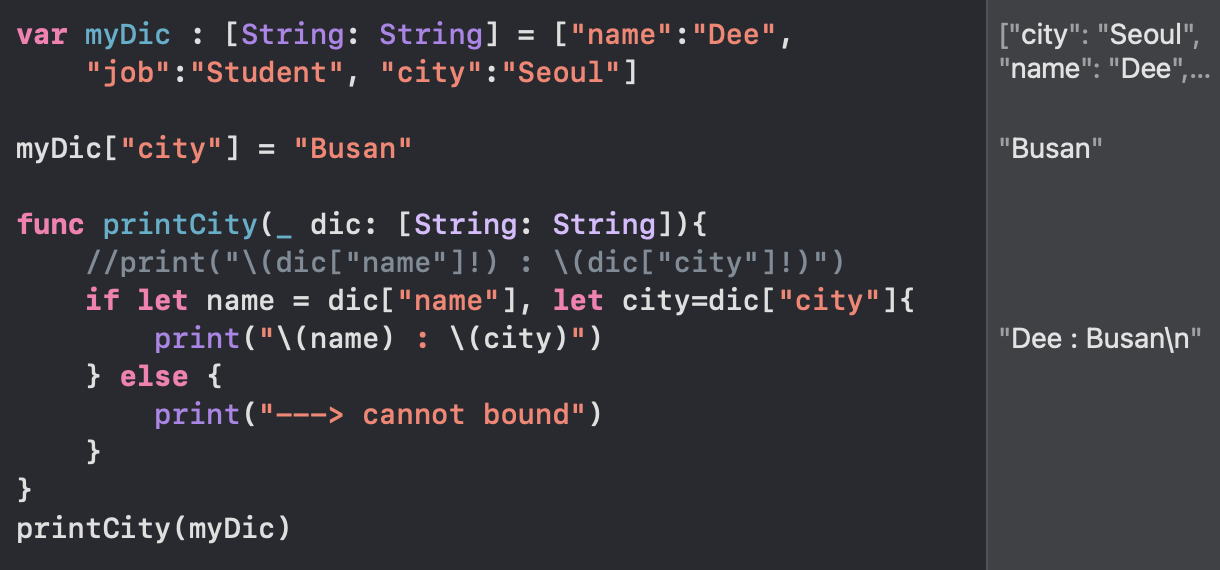 var myDic : [String: String] = ["name":"Dee",
    "job":"Student", "city":"Seoul"]
myDic["city"] = "Busan"
func printCity(_ dic: [String: String]){
    //print("\(dic["name"]!) : \(dic["city"]!)")
    if let name = dic["name"], let city=dic["city"]{
        print("\(name) : \(city)")
    } else {
        print("---> cannot bound")
    }
}
printCity(myDic)
["city": "Seoul",
"name": "Dee",...
"Busan"
"Dee : Busan\n"